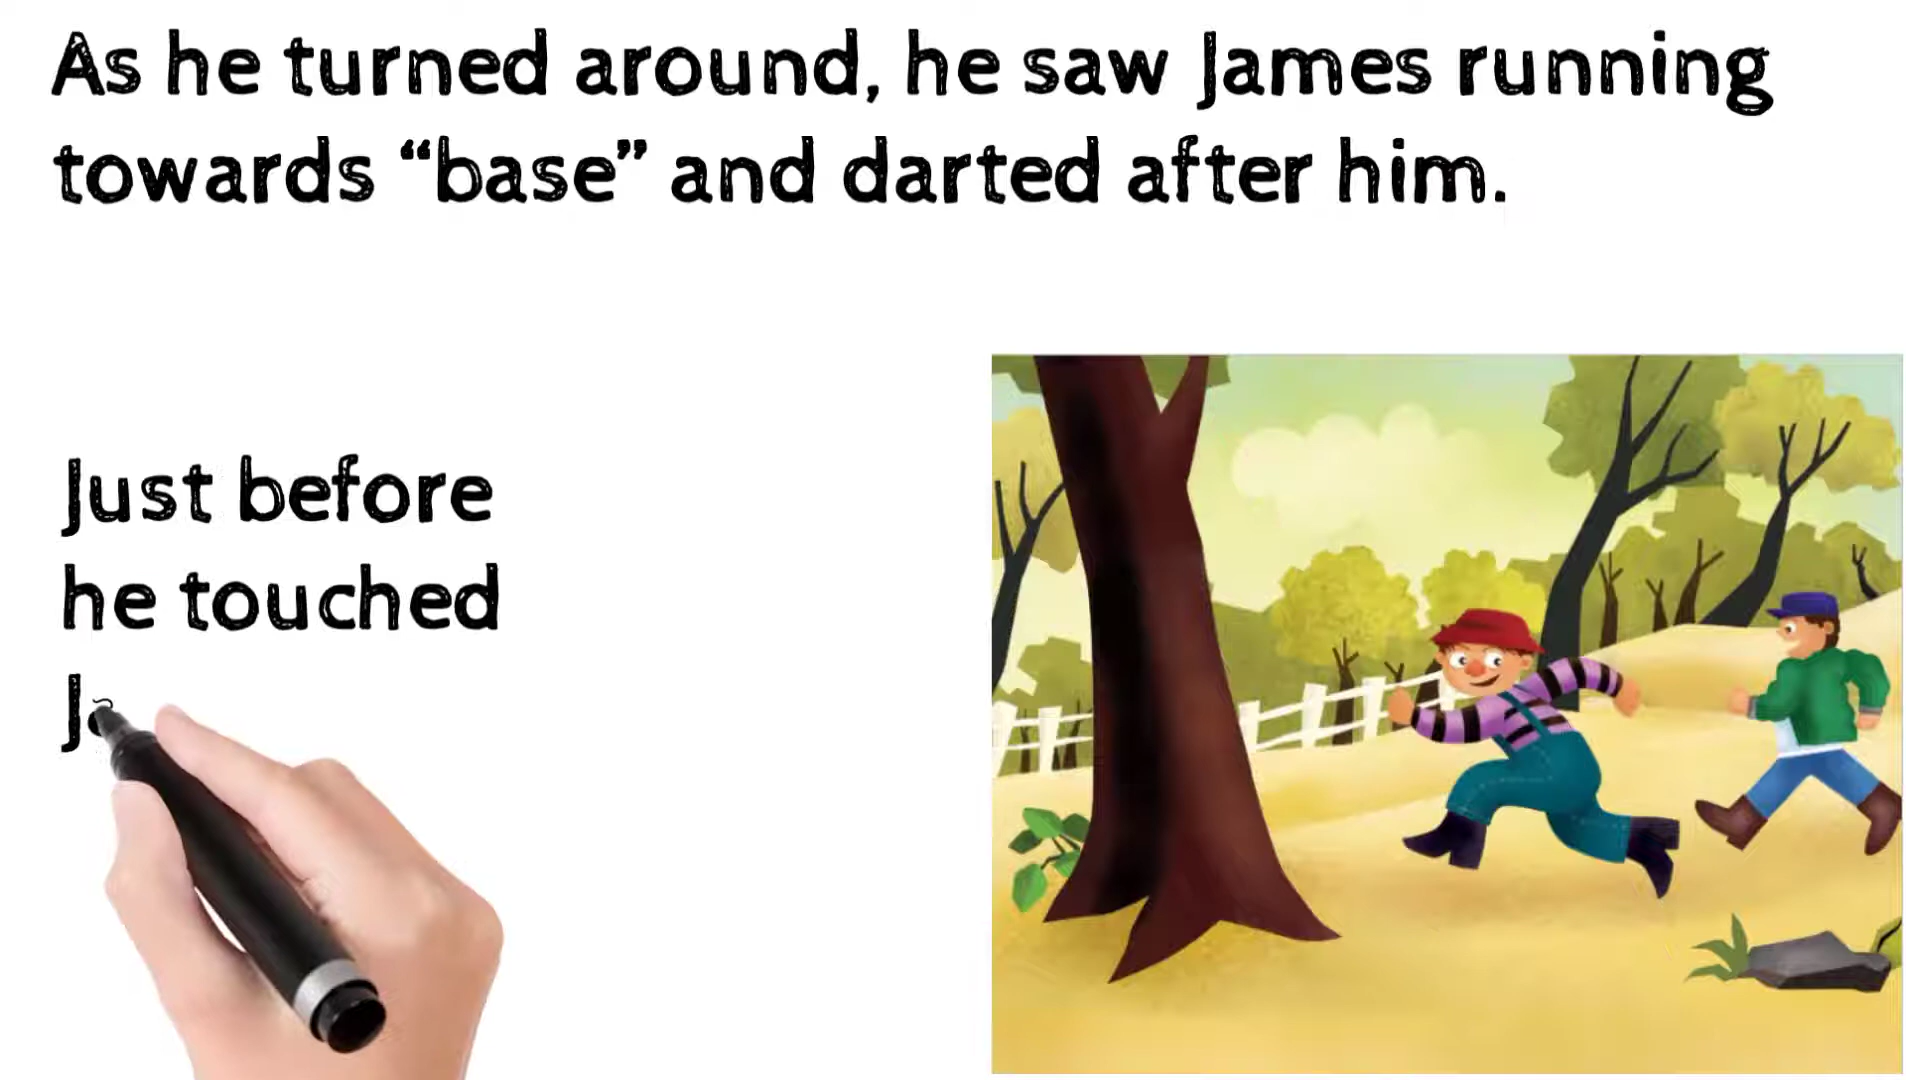 As he turned around, he saw James running
towards “base” and darted after him.
Just before
he touched
J